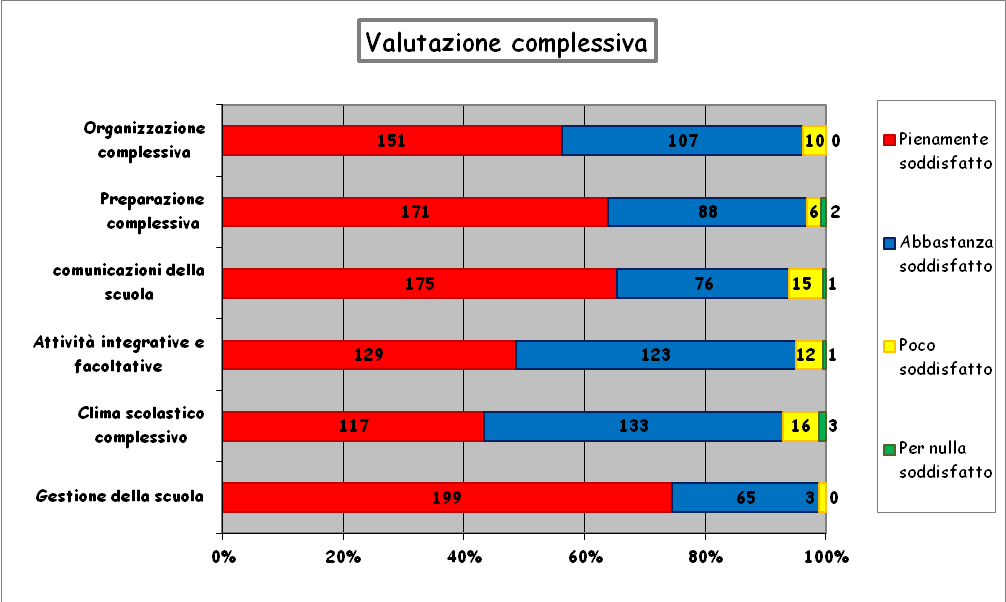 Valutazione complessiva
Organizzazione
complessiva
151 107 10 0
Preparazione
complessiva
171 88 6 2
comunicazioni della
scuola
175 76 15 1
Attività integrative e
facoltative
129 123 12 1
Clima scolastico
complessivo
117 133 16 3
Gestione della scuola
199 65 3 0
0% 20% 40% 60% 80% 100%
Pienamente
soddisfatto
Abbastanza
soddisfatto
Poco
soddisfatto
Per nulla
soddisfatto